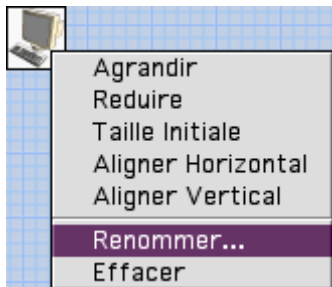 Agrandir
Reduire
Taille Initiale
Aligner Horizontal
Aligner Vertical
Renommer...
Effacer